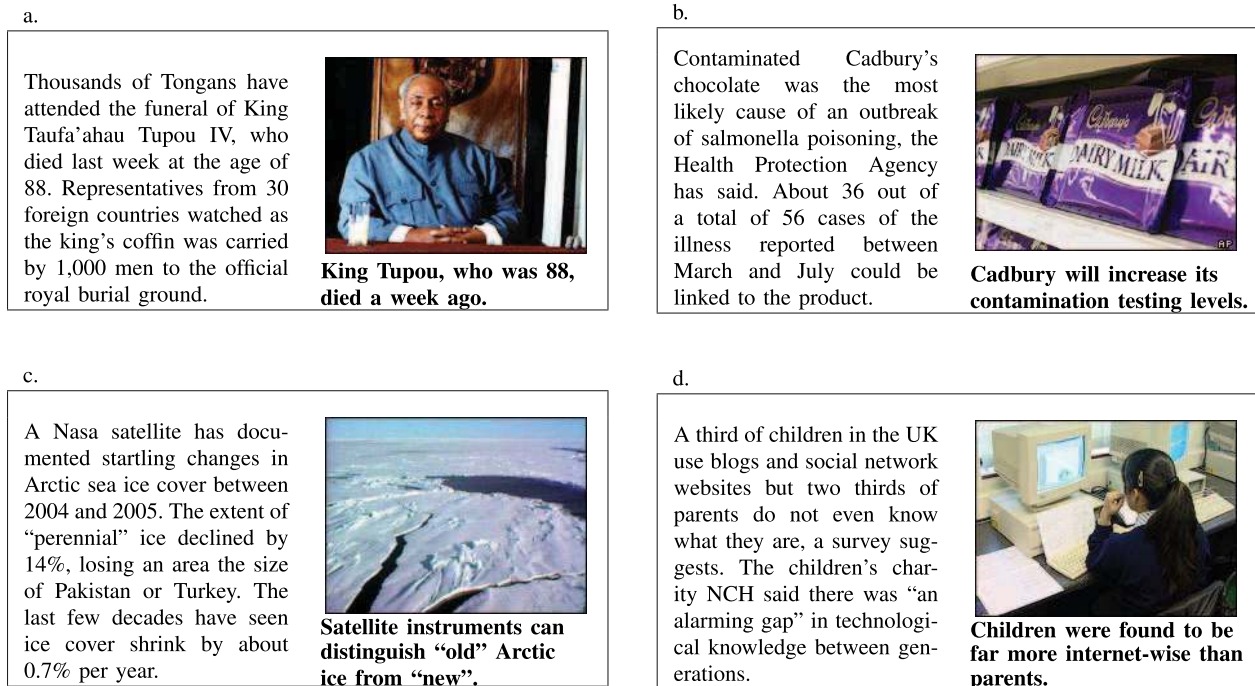 a.
Thousands of Tongans have
attended the funeral of King
Taufa'ahau Tupou IV, who
died last week at the age of
88. Representatives from 30
foreign countries watched as
the king's coffin was carried
by 1,000 men to the official
royal burial ground.
King Tupou, who was 88,
died a week ago.
b.
Contaminated Cadbury's
chocolate was the most
likely cause of an outbreak
of salmonella poisoning, the
Health Protection Agency
has said. About 36 out of
a total of 56 cases of the
illness reported between
March and July could be
linked to the product.
Cadbury's
DAIRY MILK
AP
Cadbury will increase its
contamination testing levels.
c.
A Nasa satellite has docu-
mented startling changes in
Arctic sea ice cover between
2004 and 2005. The extent of
"perennial" ice declined by
14%, losing an area the size
of Pakistan or Turkey. The
last few decades have seen
ice cover shrink by about
0.7% per year.
Satellite instruments can
distinguish "old" Arctic
ice from "new".
d.
A third of children in the UK
use blogs and social network
websites but two thirds of
parents do not even know
what they are, a survey sug-
gests. The children's char-
ity NCH said there was "an
alarming gap" in technologi-
cal knowledge between gen-
erations.
Children were found to be
far more internet-wise than
parents.